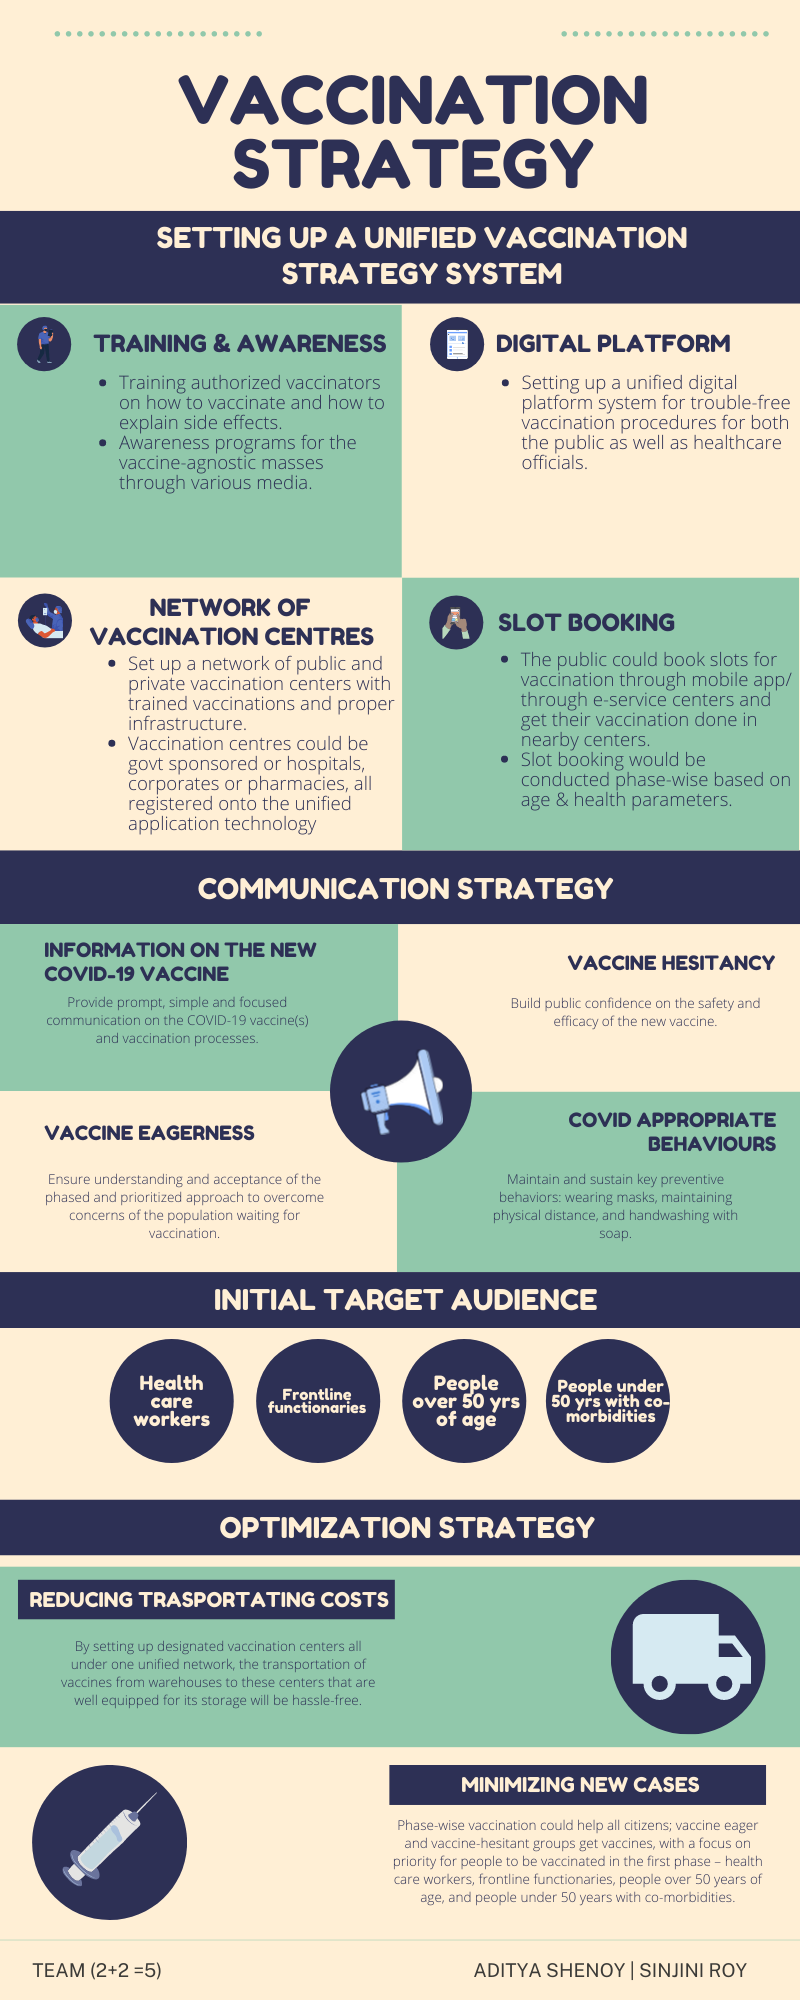 VACCINATION
STRATEGY
SETTING UP A UNIFIED VACCINATION
STRATEGY SYSTEM
TRAINING & AWARENESS
• Training authorized vaccinators
on how to vaccinate and how to
explain side effects.
• Awareness programs for the
vaccine-agnostic masses
through various media.
DIGITAL PLATFORM
• Setting up a unified digital
platform system for trouble-free
vaccination procedures for both
the public as well as healthcare
officials.
NETWORK OF
VACCINATION CENTRES
• Set up a network of public and
private vaccination centers with
trained vaccinations and proper
infrastructure.
• Vaccination centres could be
govt sponsored or hospitals,
corporates or pharmacies, all
registered onto the unified
application technology
SLOT BOOKING
• The public could book slots for
vaccination through mobile app/
through e-service centers and
get their vaccination done in
nearby centers.
• Slot booking would be
conducted phase-wise based on
age & health parameters.
COMMUNICATION STRATEGY
INFORMATION ON THE NEW
COVID-19 VACCINE
Provide prompt, simple and focused
communication on the COVID-19 vaccine(s)
and vaccination processes.
VACCINE HESITANCY
Build public confidence on the safety and
efficacy of the new vaccine.
VACCINE EAGERNESS
Ensure understanding and acceptance of the
phased and prioritized approach to overcome
concerns of the population waiting for
vaccination.
COVID APPROPRIATE
BEHAVIOURS
Maintain and sustain key preventive
behaviors: wearing masks, maintaining
physical distance, and handwashing with
soap.
INITIAL TARGET AUDIENCE
Health
care
workers
Frontline
functionaries
People
over 50 yrs
of age
People under
50 yrs with co-
morbidities
OPTIMIZATION STRATEGY
REDUCING TRASPORTATING COSTS
By setting up designated vaccination centers all
under one unified network, the transportation of
vaccines from warehouses to these centers that are
well equipped for its storage will be hassle-free.
MINIMIZING NEW CASES
Phase-wise vaccination could help all citizens; vaccine eager
and vaccine-hesitant groups get vaccines, with a focus on
priority for people to be vaccinated in the first phase – health
care workers, frontline functionaries, people over 50 years of
age, and people under 50 years with co-morbidities.
TEAM (2+2 =5)
ADITYA SHENOY | SINJINI ROY